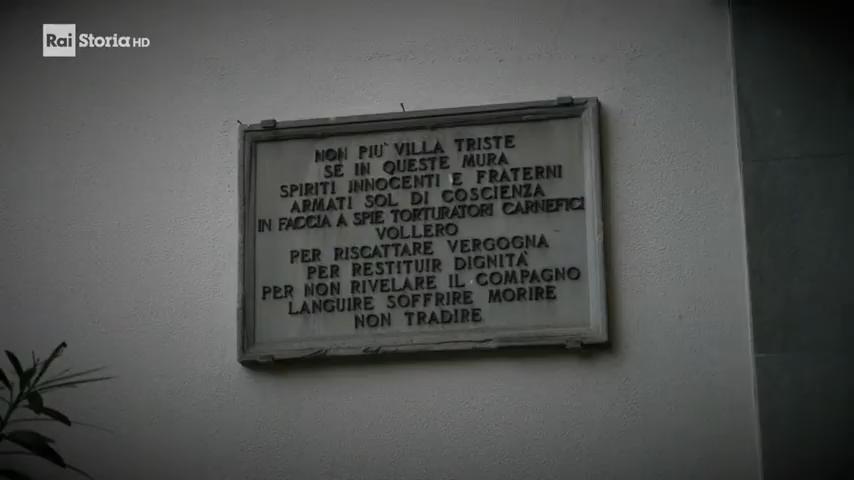 Rai Storia HD
NON PIU' VILLA TRISTE
SE IN QUESTE MURA
SPIRITI INNOCENTI E FRATERNI
ARMATI SOL DI COSCIENZA
IN FACCIA A SPIE TORTURATORI CARNEFICI
VOLLERO
PER RISCATTARE VERGOGNA
PER RESTITUIR DIGNITÀ
PER NON RIVELARE IL COMPAGNO
LANGUIRE SOFFRIRE MORIRE
NON TRADIRE